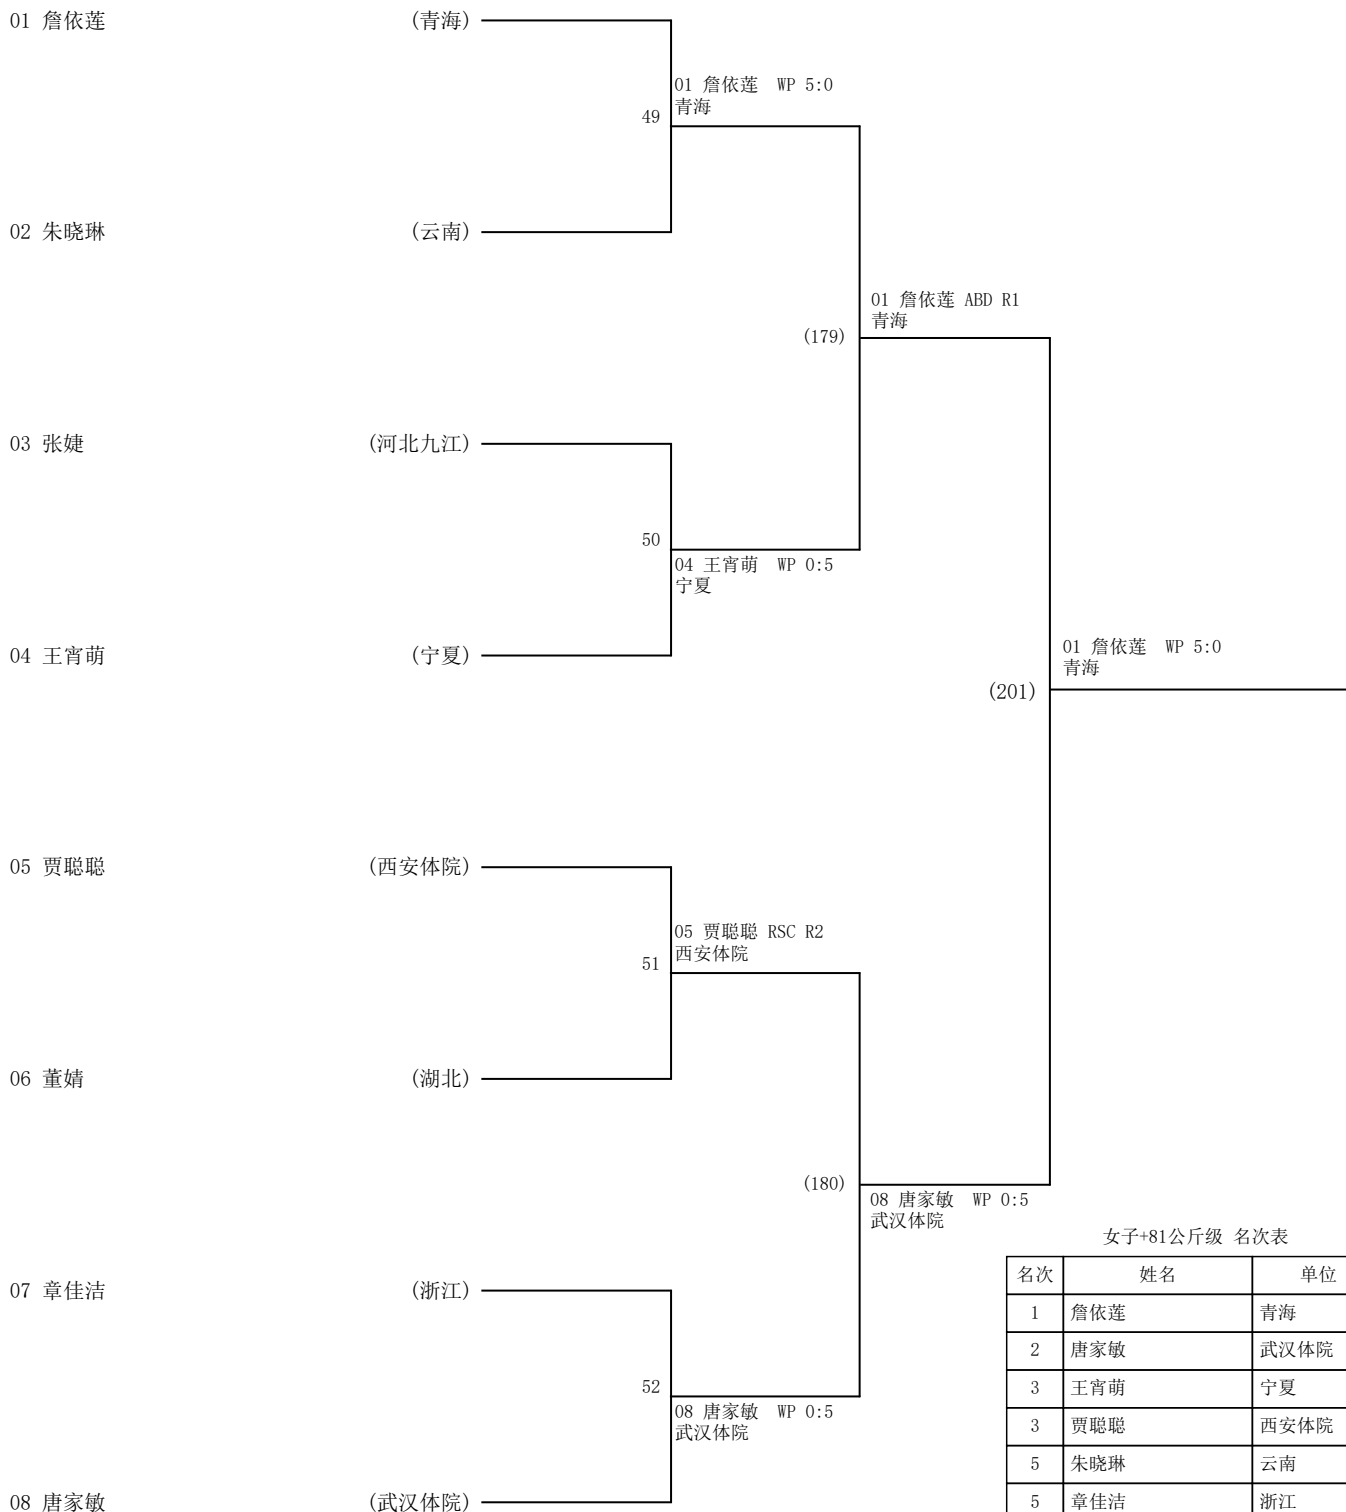 01 詹依莲 (青海)
01 詹依莲 WP 5:0
青海
49
02 朱晓琳 (云南)
01 詹依莲 ABD R1
青海
(179)
03 张婕 (河北九江)
50
04 王宵萌 WP 0:5
宁夏
04 王宵萌 (宁夏)
01 詹依莲 WP 5:0
青海
(201)
05 贾聪聪 (西安体院)
05 贾聪聪 RSC R2
西安体院
51
06 董婧 (湖北)
(180)
08 唐家敏 WP 0:5
武汉体院
07 章佳洁 (浙江)
52
08 唐家敏 WP 0:5
武汉体院
08 唐家敏 (武汉体院)
女子+81公斤级 名次表
名次 姓名 单位
1 詹依莲 青海
2 唐家敏 武汉体院
3 王宵萌 宁夏
3 贾聪聪 西安体院
5 朱晓琳 云南
5 章佳洁 浙江